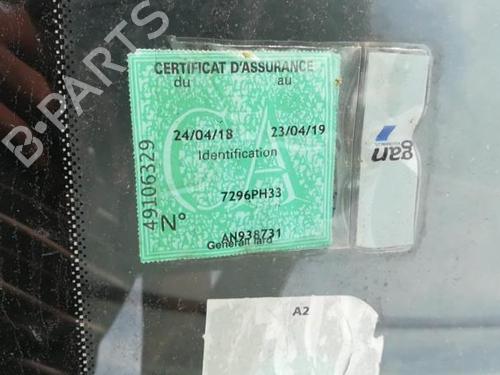 B-PARTS
CERTIFICAT D'ASSURANCE
du au
24/04/18 23/04/19
Identification
7296PH33
49106329
N°
AN938731
Generali Iard
gan
A2